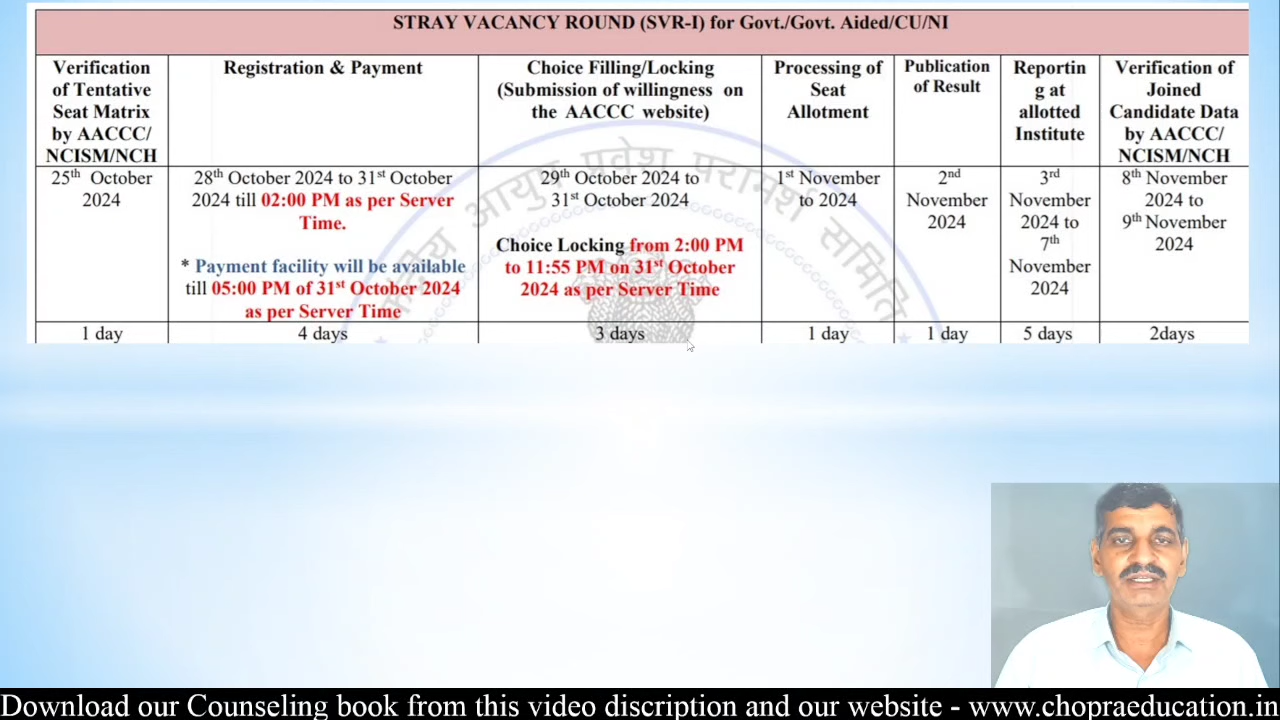 STRAY VACANCY ROUND (SVR-I) for Govt./Govt. Aided/CU/NI
Verification
of Tentative
Seat Matrix
by AACCC/
NCISM/NCH
Registration & Payment
Choice Filling/Locking
(Submission of willingness on
the AACCC website)
Processing of
Seat
Allotment
Publication
of Result
Reportin
g at
allotted
Institute
Verification of
Joined
Candidate Data
by AACCC/
NCISM/NCH
25th October
2024
28th October 2024 to 31st October
2024 till 02:00 PM as per Server
Time.
* Payment facility will be available
till 05:00 PM of 31st October 2024
as per Server Time
29th October 2024 to
31st October 2024
Choice Locking from 2:00 PM
to 11:55 PM on 31st October
2024 as per Server Time
1st November
to 2024
2nd
November
2024
3rd
November
2024 to
7th
November
2024
8th November
2024 to
9th November
2024
1 day
4 days
3 days
1 day
1 day
5 days
2days
आयुष प्रवेश परामर्श समिति
Download our Counseling book from this video discription and our website - www.chopraeducation.in